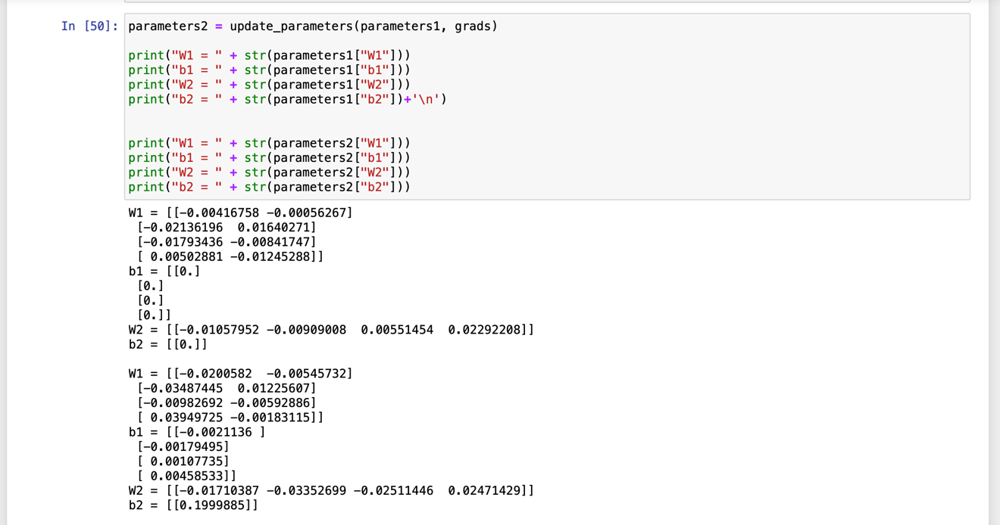 In [50]: parameters2 = update_parameters(parameters1, grads)

print("W1 = " + str(parameters1["W1"]))
print("b1 = " + str(parameters1["b1"]))
print("W2 = " + str(parameters1["W2"]))
print("b2 = " + str(parameters1["b2"])+'\n')

print("W1 = " + str(parameters2["W1"]))
print("b1 = " + str(parameters2["b1"]))
print("W2 = " + str(parameters2["W2"]))
print("b2 = " + str(parameters2["b2"]))
W1 = [[-0.00416758 -0.00056267]
 [-0.02136196  0.01640271]
 [-0.01793436 -0.00841747]
 [ 0.00502881 -0.01245288]]
b1 = [[0.]
 [0.]
 [0.]
 [0.]]
W2 = [[-0.01057952 -0.00909008  0.00551454  0.02292208]]
b2 = [[0.]]

W1 = [[-0.0200582  -0.00545732]
 [-0.03487445  0.01225607]
 [-0.00982692 -0.00592886]
 [ 0.03949725 -0.00183115]]
b1 = [[-0.0021136 ]
 [-0.00179495]
 [ 0.00107735]
 [ 0.00458533]]
W2 = [[-0.01710387 -0.03352699 -0.02511446  0.02471429]]
b2 = [[0.1999885]]